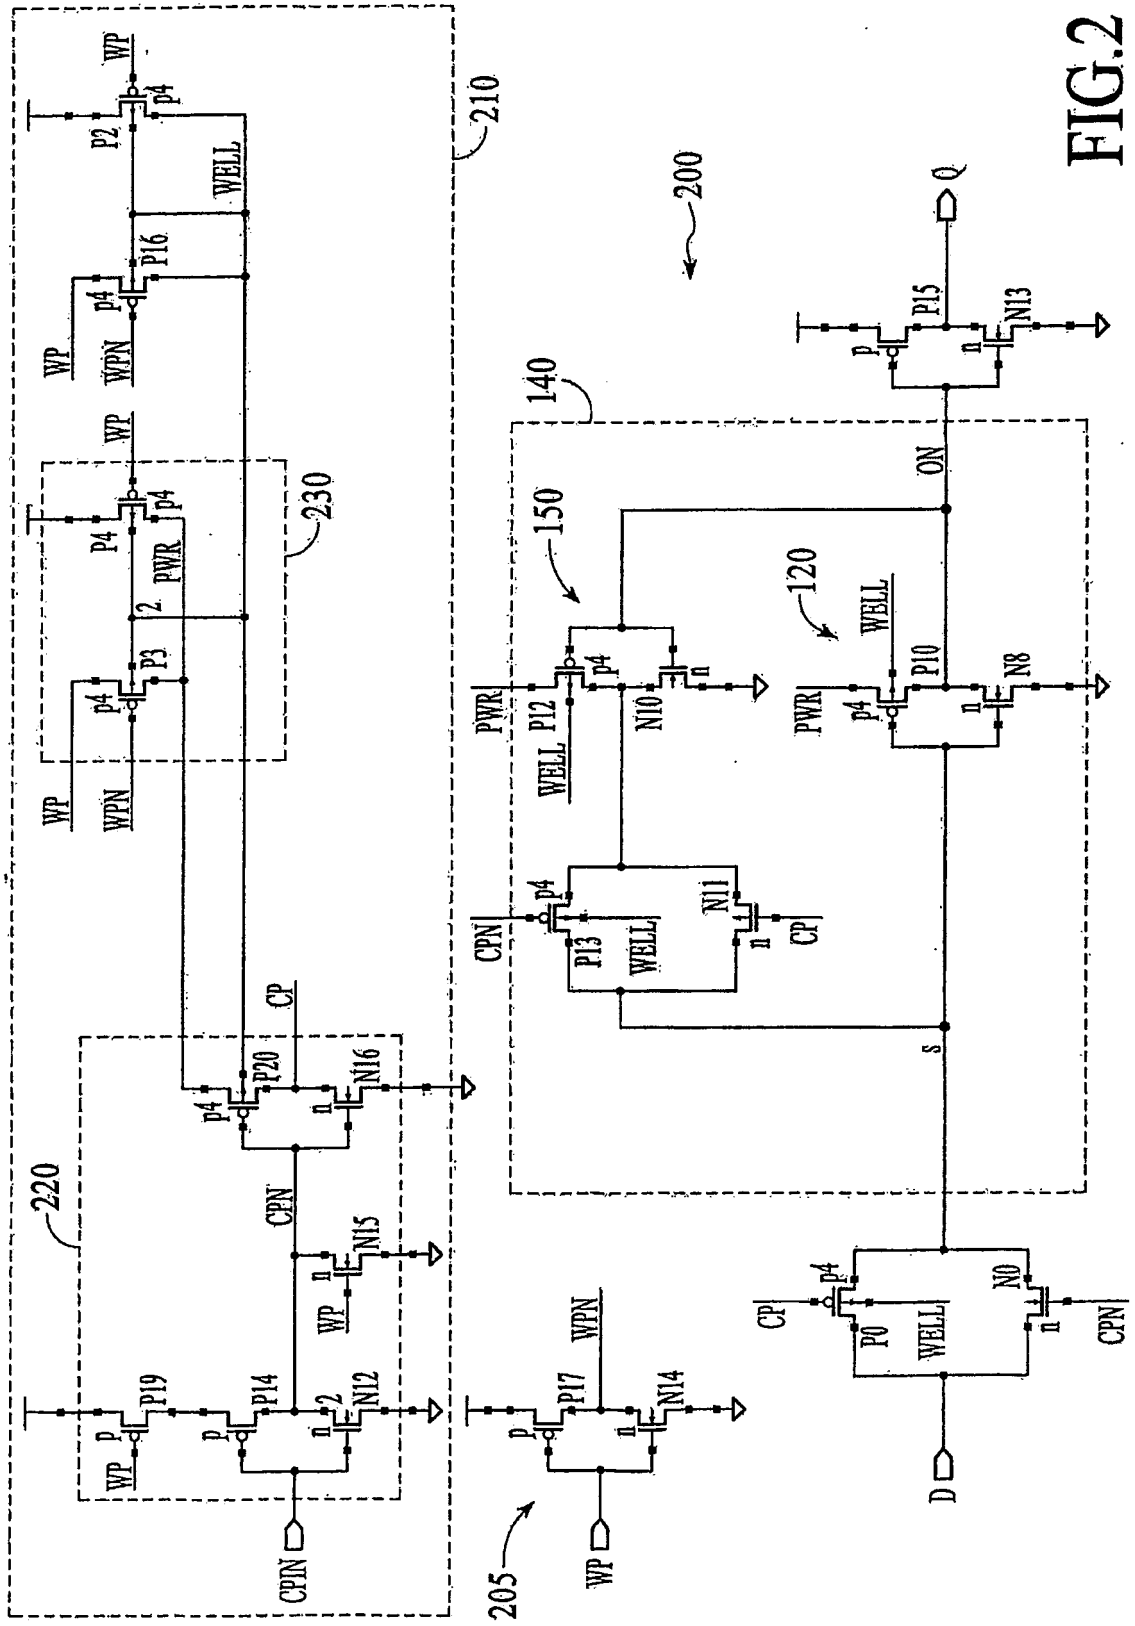 FIG.2
200
210
WP
P2
p4
WELL
WP
WPN
p4
P16
230
WP
P4
p4
PWR
2
WP
WPN
p4
P3
220
CP
p4
P20
n
N16
CPN
WP
n
N15
WP
p
P19
p
P14
2
n
N12
CPIN
205
WP
p
P17
WPN
n
N14
140
150
PWR
P12
p4
WELL
N10
n
ON
120
PWR
WELL
p4
P10
n
N8
CPN
p4
P13
WELL
N11
n
CP
s
CP
p4
P0
WELL
N0
n
CPN
D
p
P15
n
N13
Q